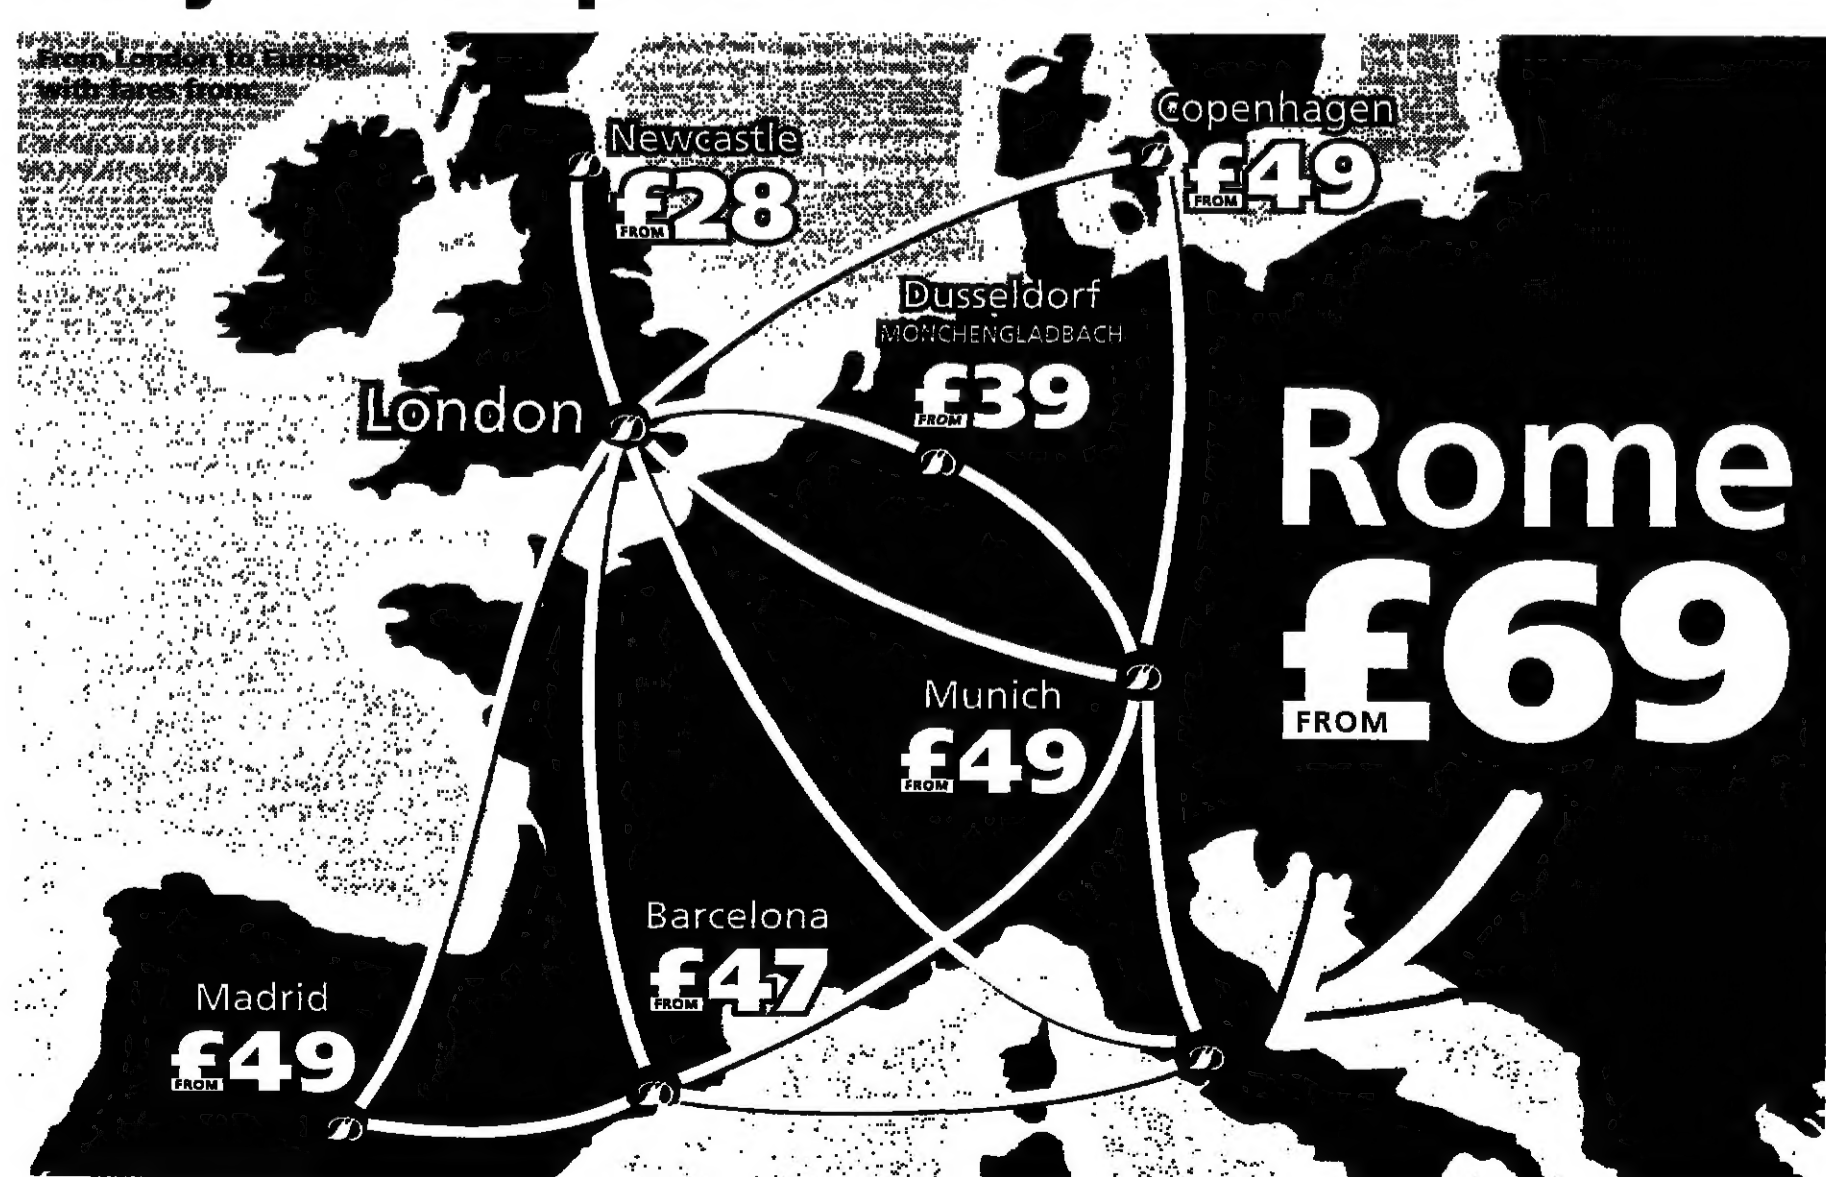 From London to Europe
with fares from:
Newcastle
FROM £28
Copenhagen
FROM £49
Dusseldorf
MONCHENGLADBACH
FROM £39
London
Rome
FROM £69
Munich
FROM £49
Barcelona
FROM £47
Madrid
FROM £49